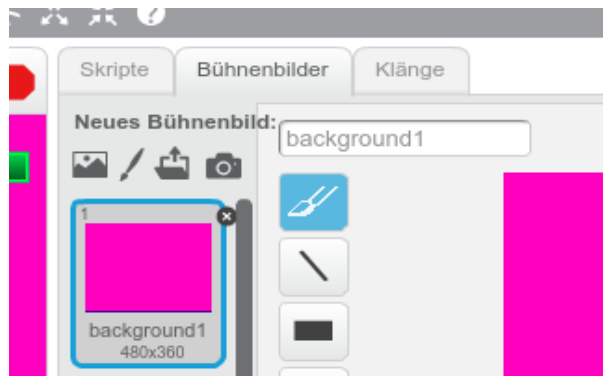 Skripte Bühnenbilder Klänge
Neues Bühnenbild:
background1
1
background1
480x360